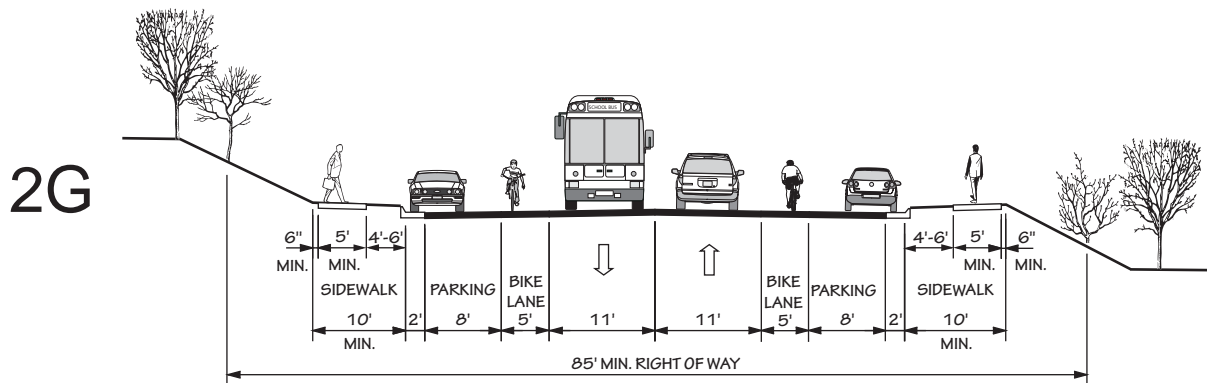 SCHOOL BUS
2G
6" 5' 4'-6' 4'-6' 5' 6"
MIN. MIN. MIN. MIN.
SIDEWALK PARKING BIKE LANE BIKE LANE PARKING SIDEWALK
10' 2' 8' 5' 11' 11' 5' 8' 2' 10'
MIN. MIN.
85' MIN. RIGHT OF WAY